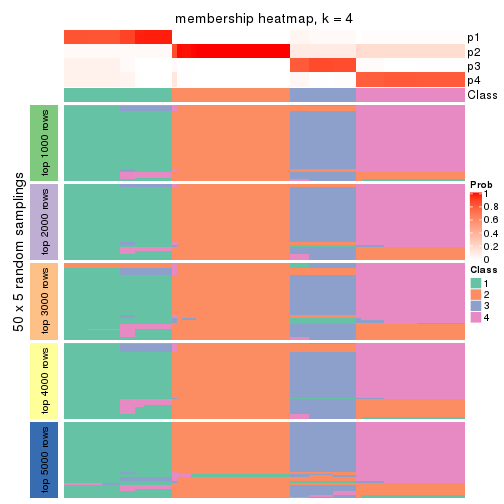 membership heatmap, k = 4
p1
p2
p3
p4
Class
50 x 5 random samplings
top 1000 rows
top 2000 rows
top 3000 rows
top 4000 rows
top 5000 rows
Prob
1
0.8
0.6
0.4
0.2
0
Class
1
2
3
4